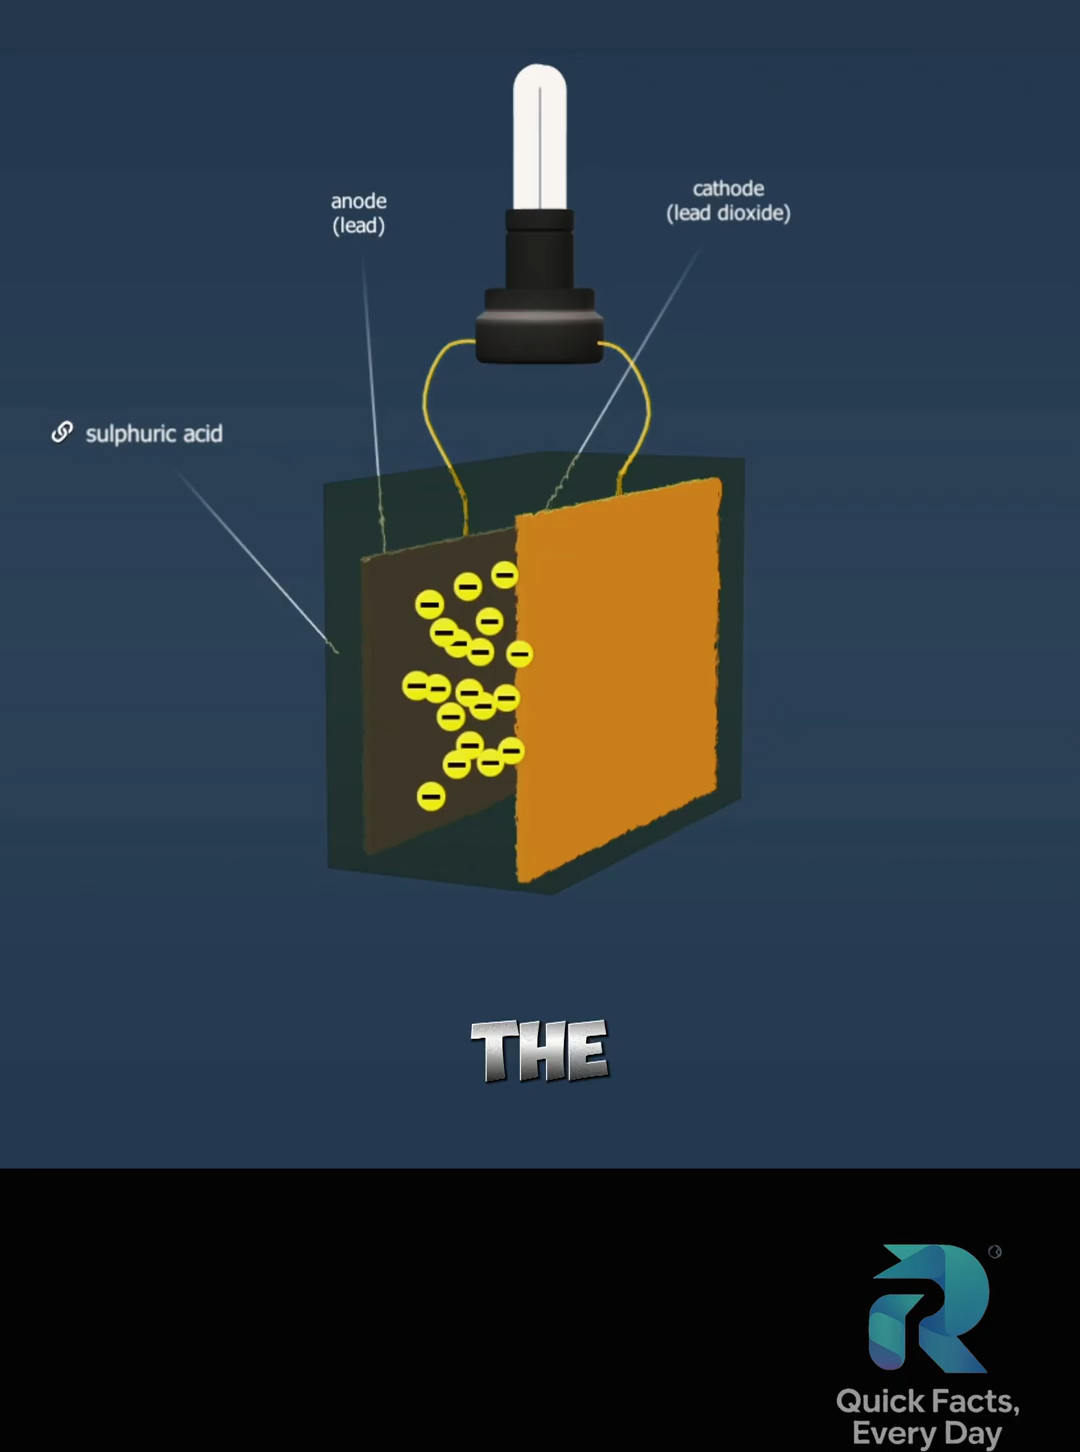 cathode
(lead dioxide)
anode
(lead)
sulphuric acid
THE
Quick Facts,
Every Day